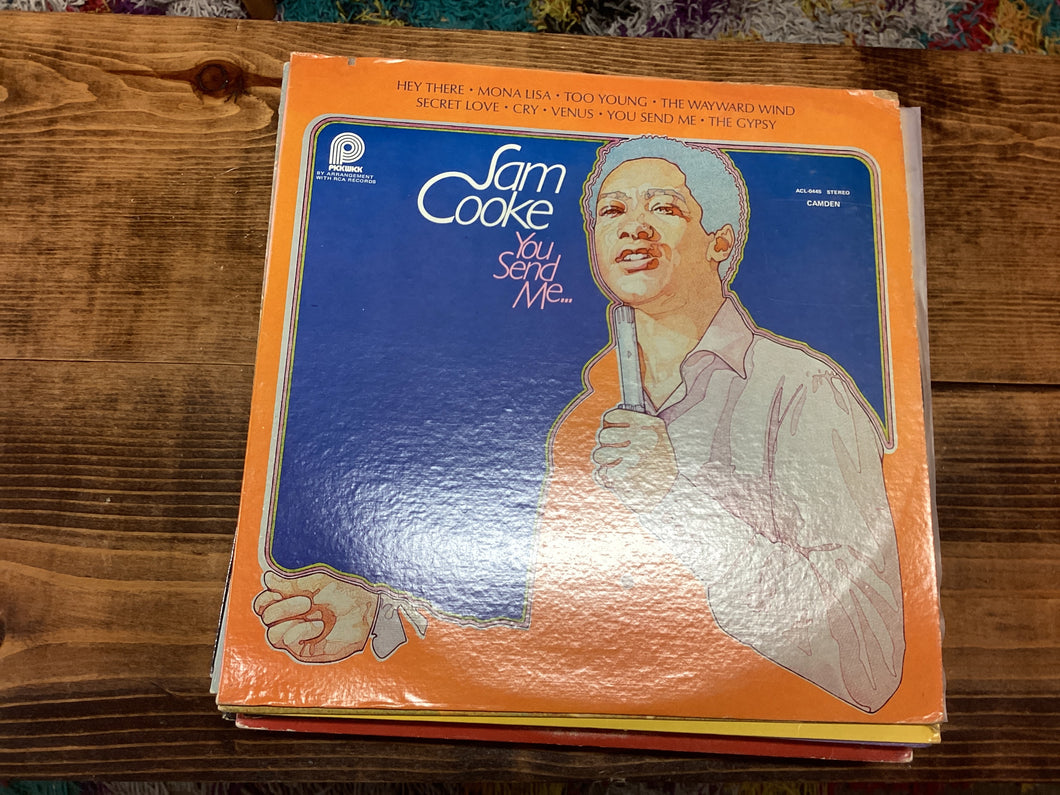 HEY THERE • MONA LISA • TOO YOUNG • THE WAYWARD WIND
SECRET LOVE • CRY • VENUS • YOU SEND ME • THE GYPSY
PICKWICK
BY ARRANGEMENT
WITH RCA RECORDS
Sam
Cooke
You
Send
Me...
ACL-0445 STEREO
CAMDEN